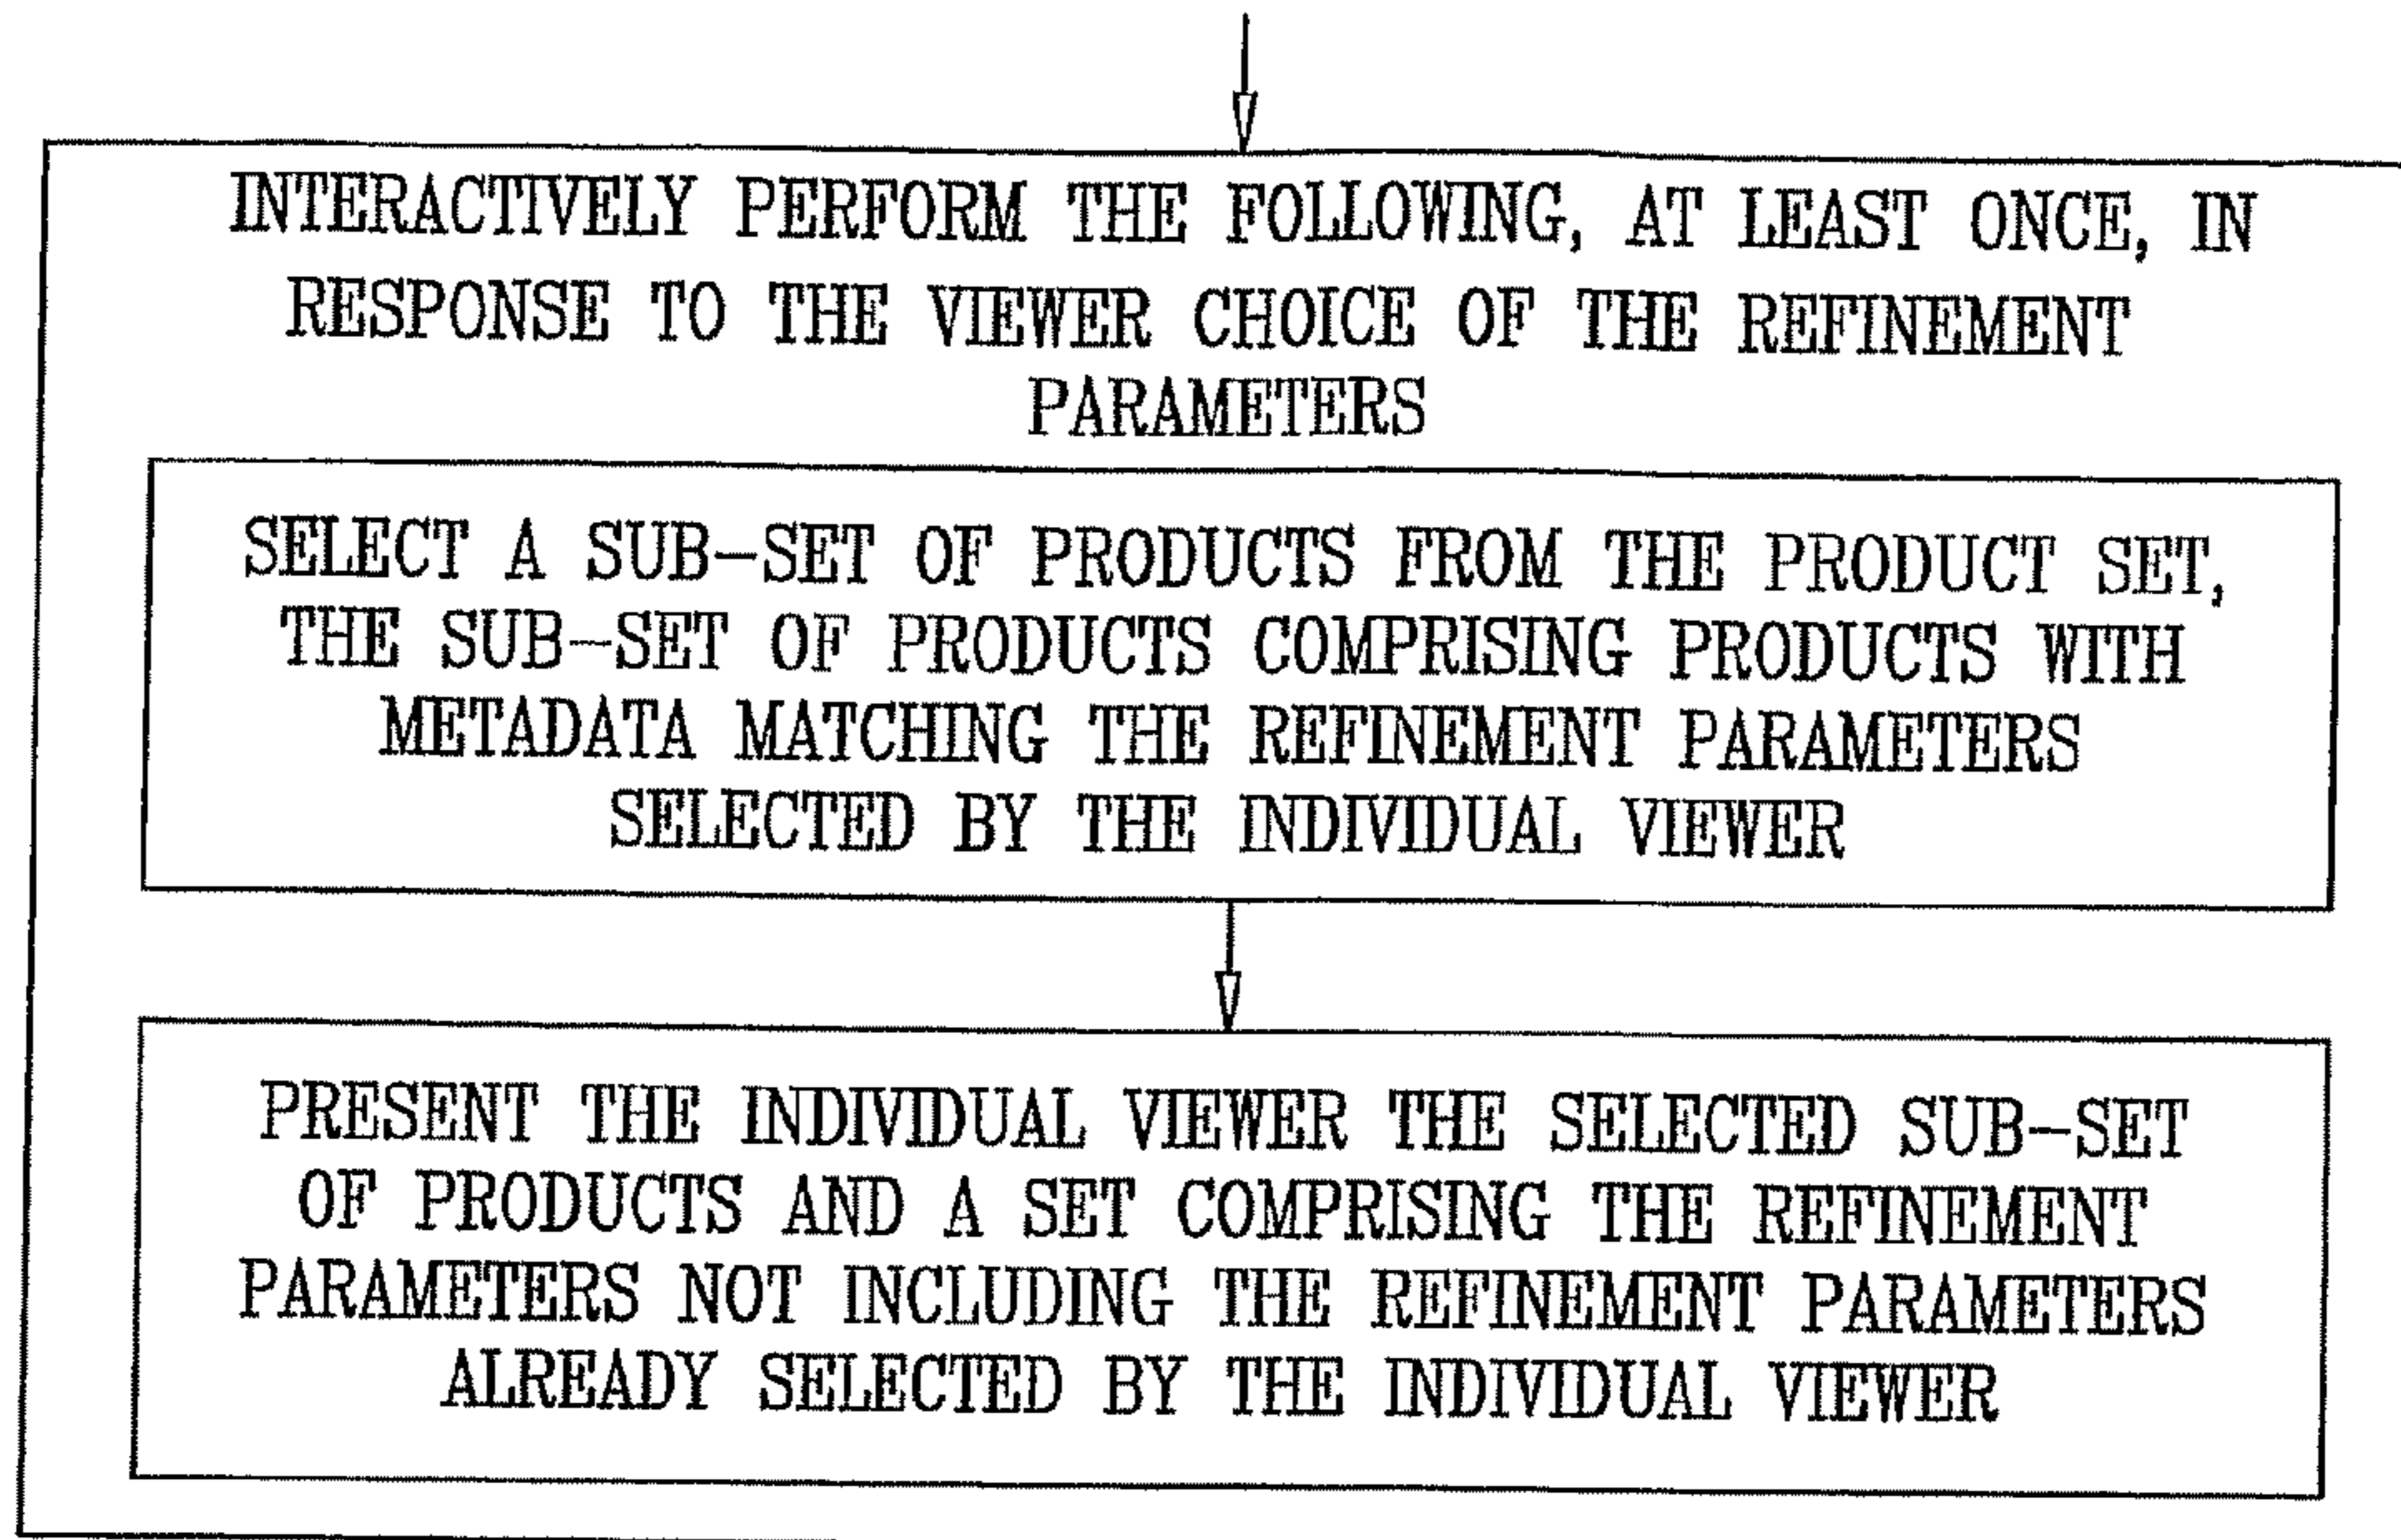 INTERACTIVELY PERFORM THE FOLLOWING, AT LEAST ONCE, IN
RESPONSE TO THE VIEWER CHOICE OF THE REFINEMENT
PARAMETERS
SELECT A SUB-SET OF PRODUCTS FROM THE PRODUCT SET,
THE SUB-SET OF PRODUCTS COMPRISING PRODUCTS WITH
METADATA MATCHING THE REFINEMENT PARAMETERS
SELECTED BY THE INDIVIDUAL VIEWER
PRESENT THE INDIVIDUAL VIEWER THE SELECTED SUB-SET
OF PRODUCTS AND A SET COMPRISING THE REFINEMENT
PARAMETERS NOT INCLUDING THE REFINEMENT PARAMETERS
ALREADY SELECTED BY THE INDIVIDUAL VIEWER